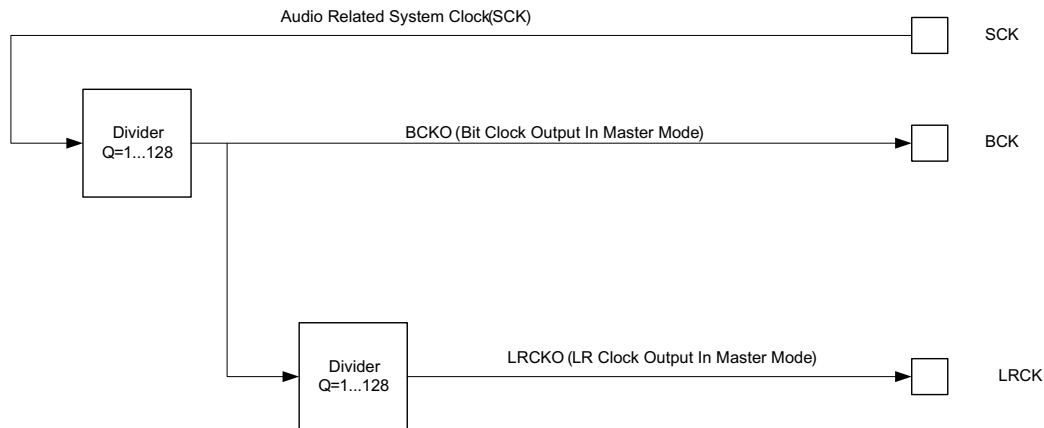 Audio Related System Clock(SCK)
SCK
Divider
Q=1...128
BCKO (Bit Clock Output In Master Mode)
BCK
Divider
Q=1...128
LRCKO (LR Clock Output In Master Mode)
LRCK